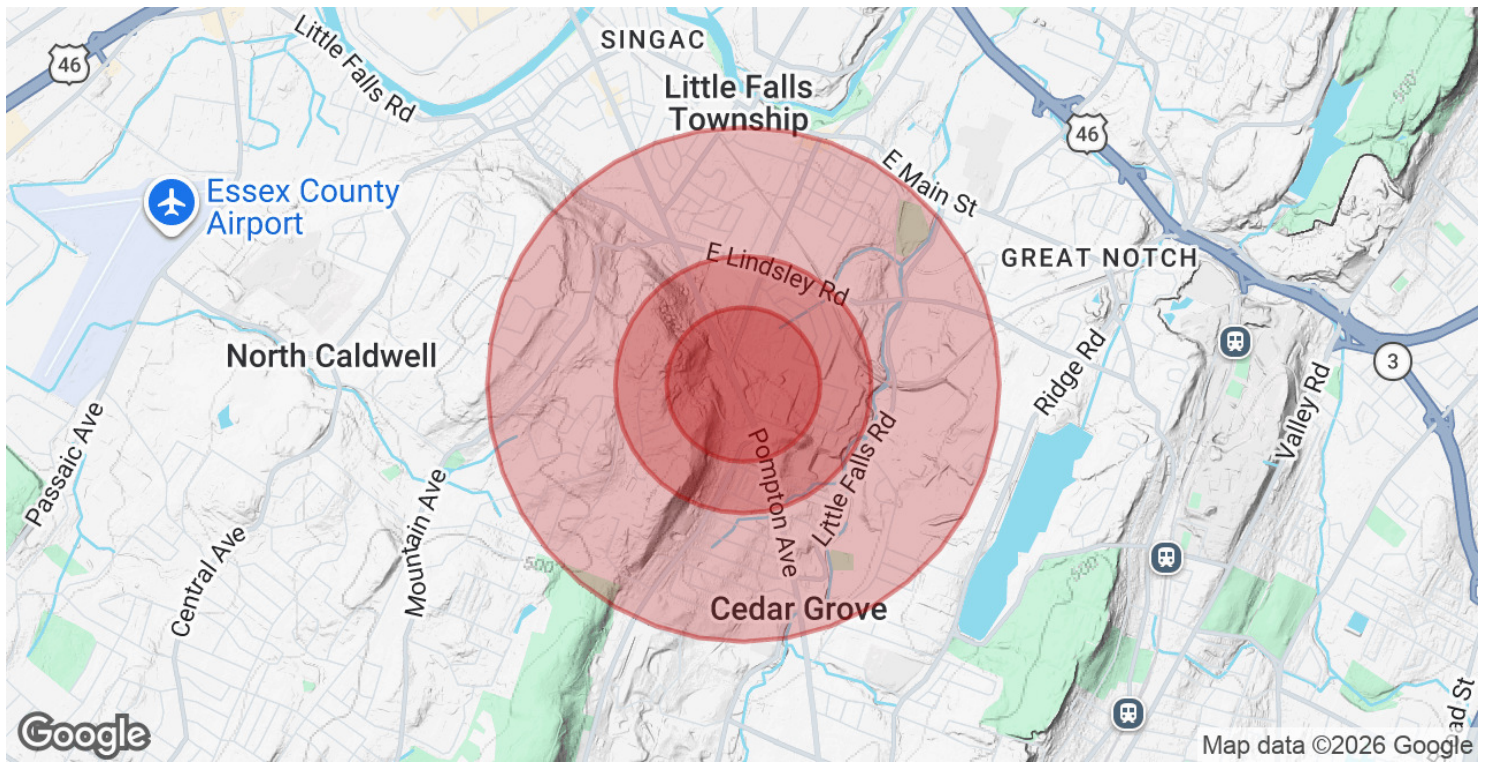 SINGAC
46
Little Falls Rd
Little Falls
Township
500'
46
E Main St
Essex County
Airport
E Lindsley Rd
GREAT NOTCH
North Caldwell
Ridge Rd
3
Valley Rd
Passaic Ave
Pompton Ave
Little Falls Rd
Mountain Ave
Central Ave
500'
500'
Cedar Grove
Google
Map data ©2026 Google